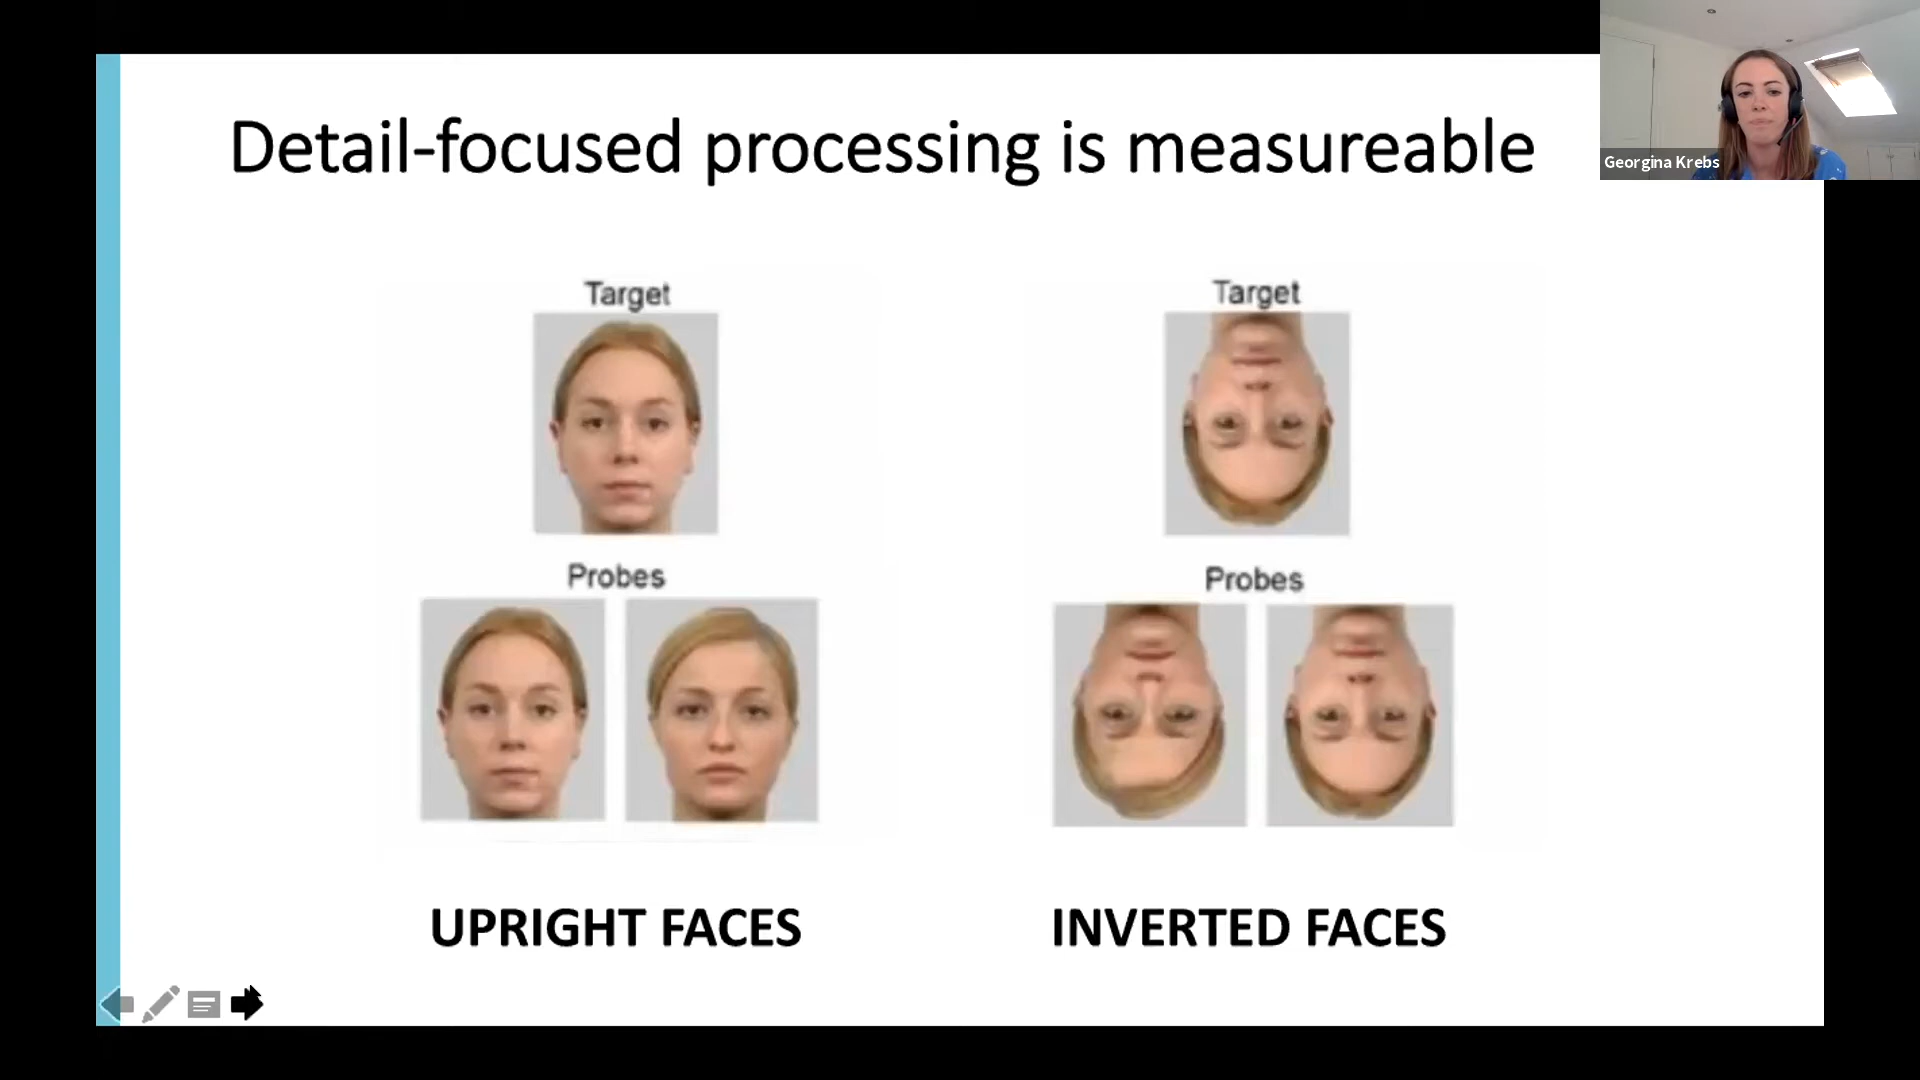 Detail-focused processing is measureable
Georgina Krebs
Target
Target
Probes
Probes
UPRIGHT FACES
INVERTED FACES